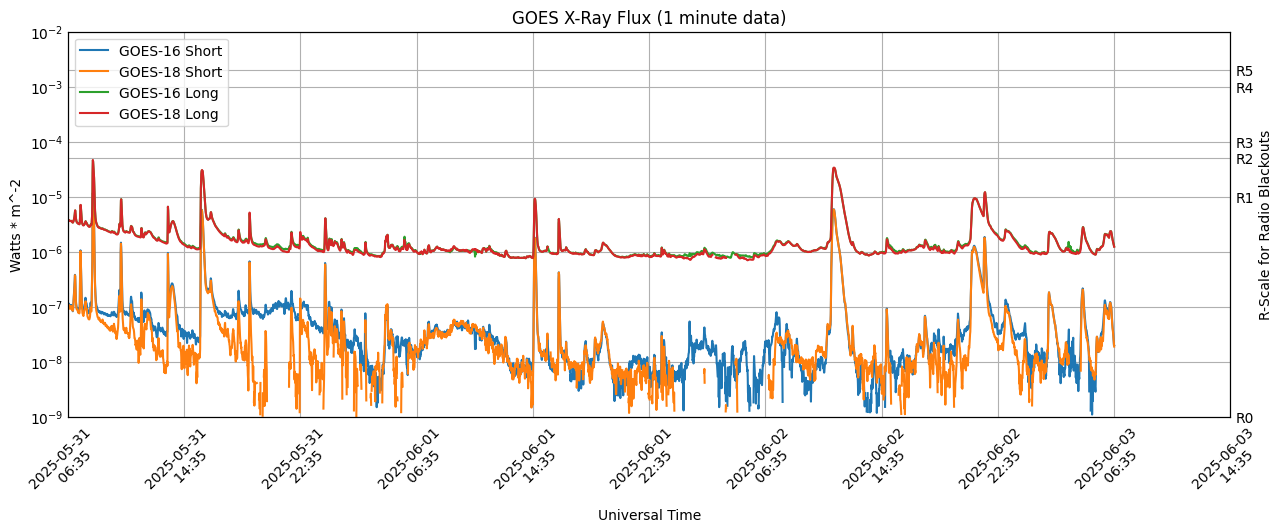 GOES X-Ray Flux (1 minute data)
GOES-16 Short
GOES-18 Short
GOES-16 Long
GOES-18 Long
Watts * m^-2
10^-2
10^-3
10^-4
10^-5
10^-6
10^-7
10^-8
10^-9
R5
R4
R3
R2
R1
R0
R-Scale for Radio Blackouts
2025-05-31
06:35
2025-05-31
14:35
2025-05-31
22:35
2025-06-01
06:35
2025-06-01
14:35
2025-06-01
22:35
2025-06-02
06:35
2025-06-02
14:35
2025-06-02
22:35
2025-06-03
06:35
2025-06-03
14:35
Universal Time